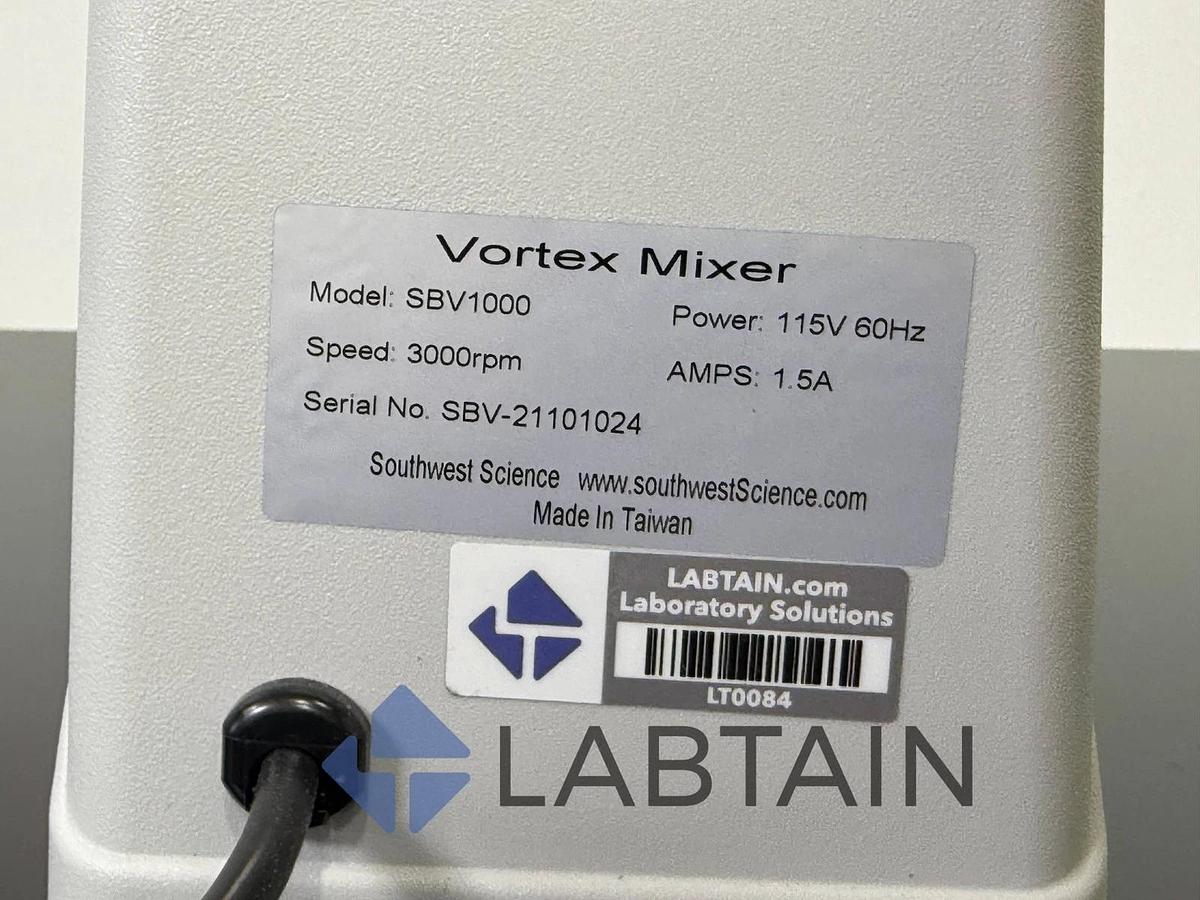 Vortex Mixer
Model: SBV1000 Power: 115V 60Hz
Speed: 3000rpm AMPS: 1.5A
Serial No. SBV-21101024
Southwest Science www.southwestScience.com
Made In Taiwan
LABTAIN.com
Laboratory Solutions
LT0084
LABTAIN